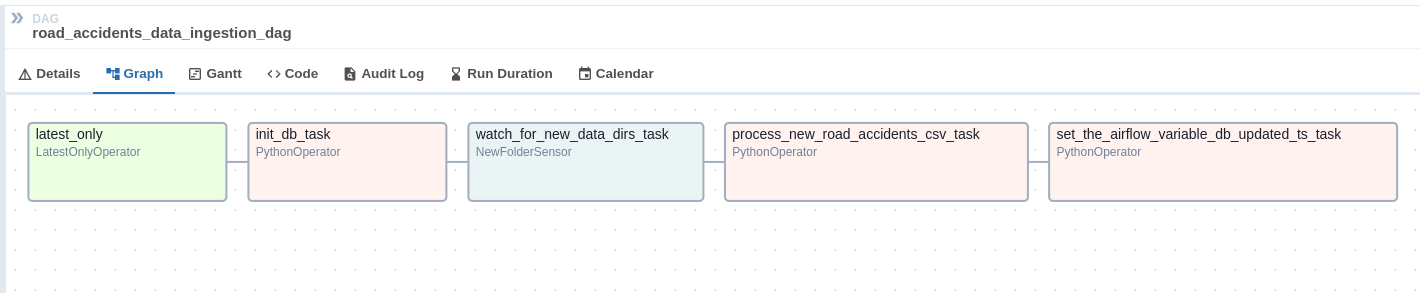 DAG
road_accidents_data_ingestion_dag
Details
Graph
Gantt
Code
Audit Log
Run Duration
Calendar
latest_only
LatestOnlyOperator
init_db_task
PythonOperator
watch_for_new_data_dirs_task
NewFolderSensor
process_new_road_accidents_csv_task
PythonOperator
set_the_airflow_variable_db_updated_ts_task
PythonOperator